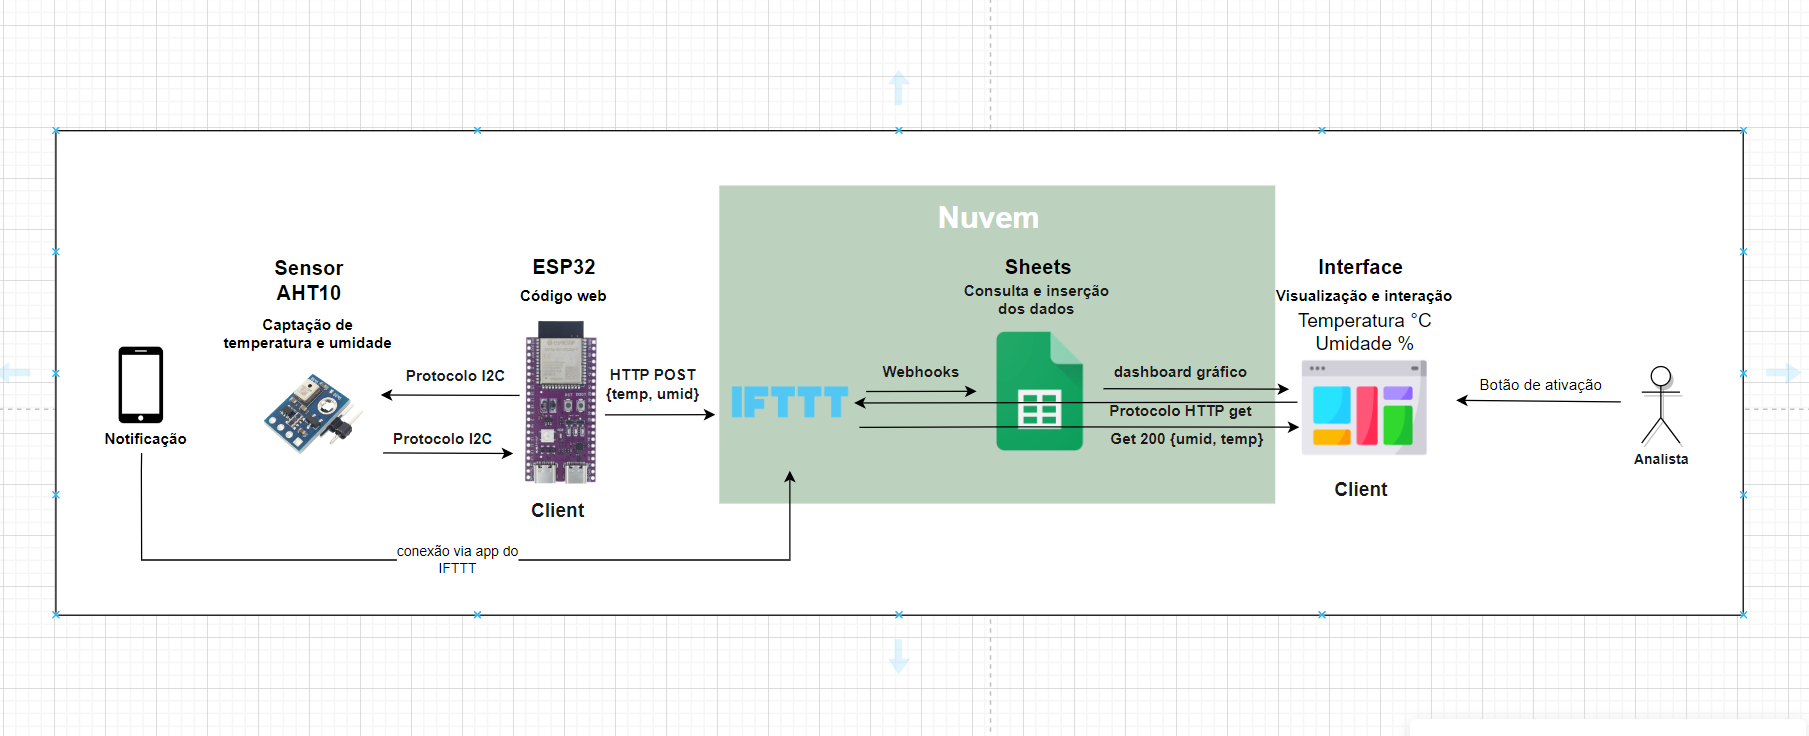 Nuvem
Sensor
AHT10
Captação de
temperatura e umidade
Notificação
Protocolo I2C
Protocolo I2C
ESP32
Código web
Client
HTTP POST
{temp, umid}
IFTTT
Webhooks
Sheets
Consulta e inserção
dos dados
dashboard gráfico
Protocolo HTTP get
Get 200 {umid, temp}
Interface
Visualização e interação
Temperatura °C
Umidade %
Client
Botão de ativação
Analista
conexão via app do
IFTTT